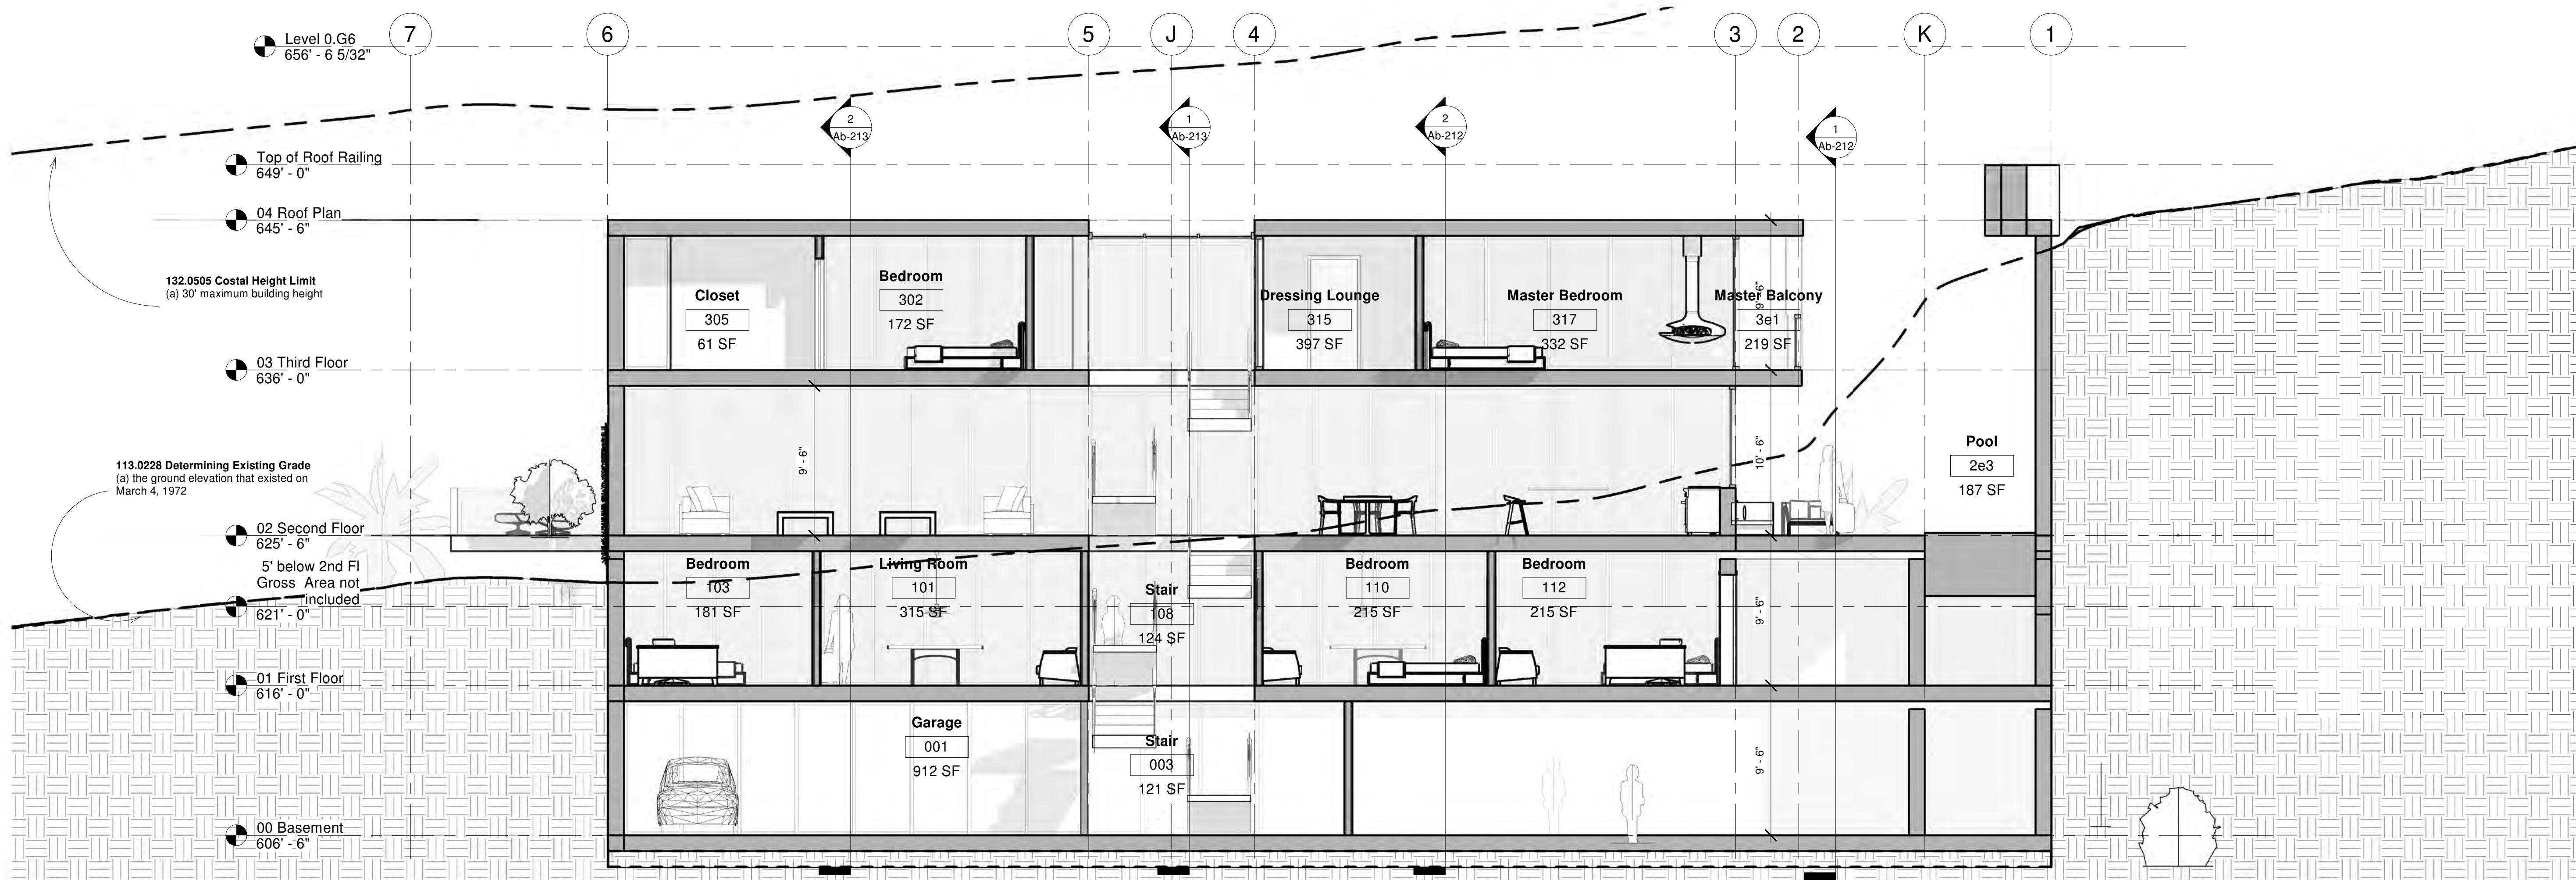 7
6
5
J
4
3
2
K
1
Level 0.G6
656' - 6 5/32"
2
Ab-213
1
Ab-213
2
Ab-212
1
Ab-212
Top of Roof Railing
649' - 0"
04 Roof Plan
645' - 6"
132.0505 Costal Height Limit
(a) 30' maximum building height
Closet
305
61 SF
Bedroom
302
172 SF
Dressing Lounge
315
397 SF
Master Bedroom
317
332 SF
Master Balcony
3e1
219 SF
9' - 6"
03 Third Floor
636' - 0"
9' - 6"
10' - 6"
Pool
2e3
187 SF
113.0228 Determining Existing Grade
(a) the ground elevation that existed on
March 4, 1972
02 Second Floor
625' - 6"
5' below 2nd Fl
Gross Area not
included
621' - 0"
Bedroom
103
181 SF
Living Room
101
315 SF
Stair
108
124 SF
Bedroom
110
215 SF
Bedroom
112
215 SF
9' - 6"
01 First Floor
616' - 0"
Garage
001
912 SF
Stair
003
121 SF
9' - 6"
00 Basement
606' - 6"